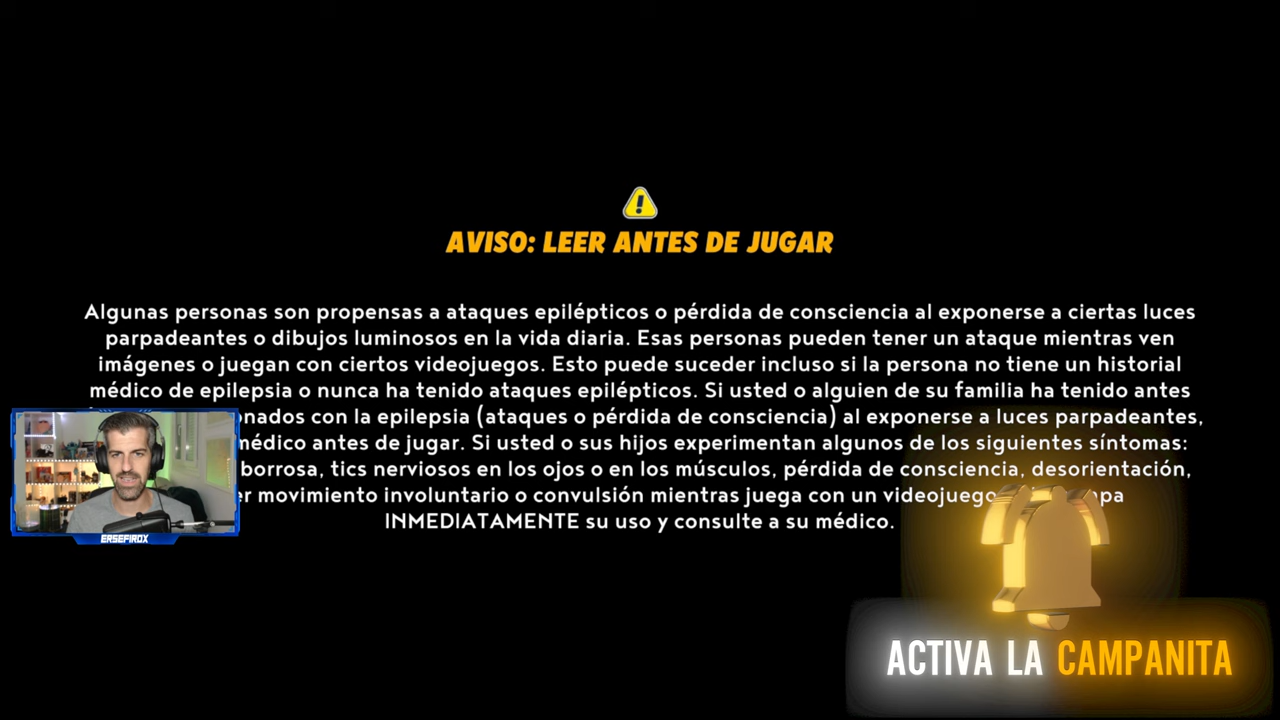 AVISO: LEER ANTES DE JUGAR
Algunas personas son propensas a ataques epilépticos o pérdida de consciencia al exponerse a ciertas luces
parpadeantes o dibujos luminosos en la vida diaria. Esas personas pueden tener un ataque mientras ven
imágenes o juegan con ciertos videojuegos. Esto puede suceder incluso si la persona no tiene un historial
médico de epilepsia o nunca ha tenido ataques epilépticos. Si usted o alguien de su familia ha tenido antes
con la epilepsia (ataques o pérdida de consciencia) al exponerse a luces parpadeantes,
médico antes de jugar. Si usted o sus hijos experimentan algunos de los siguientes síntomas:
borrosa, tics nerviosos en los ojos o en los músculos, pérdida de consciencia, desorientación,
movimiento involuntario o convulsión mientras juega con un videojuego
INMEDIATAMENTE su uso y consulte a su médico.
ERSEFIROX
ACTIVA LA CAMPANITA